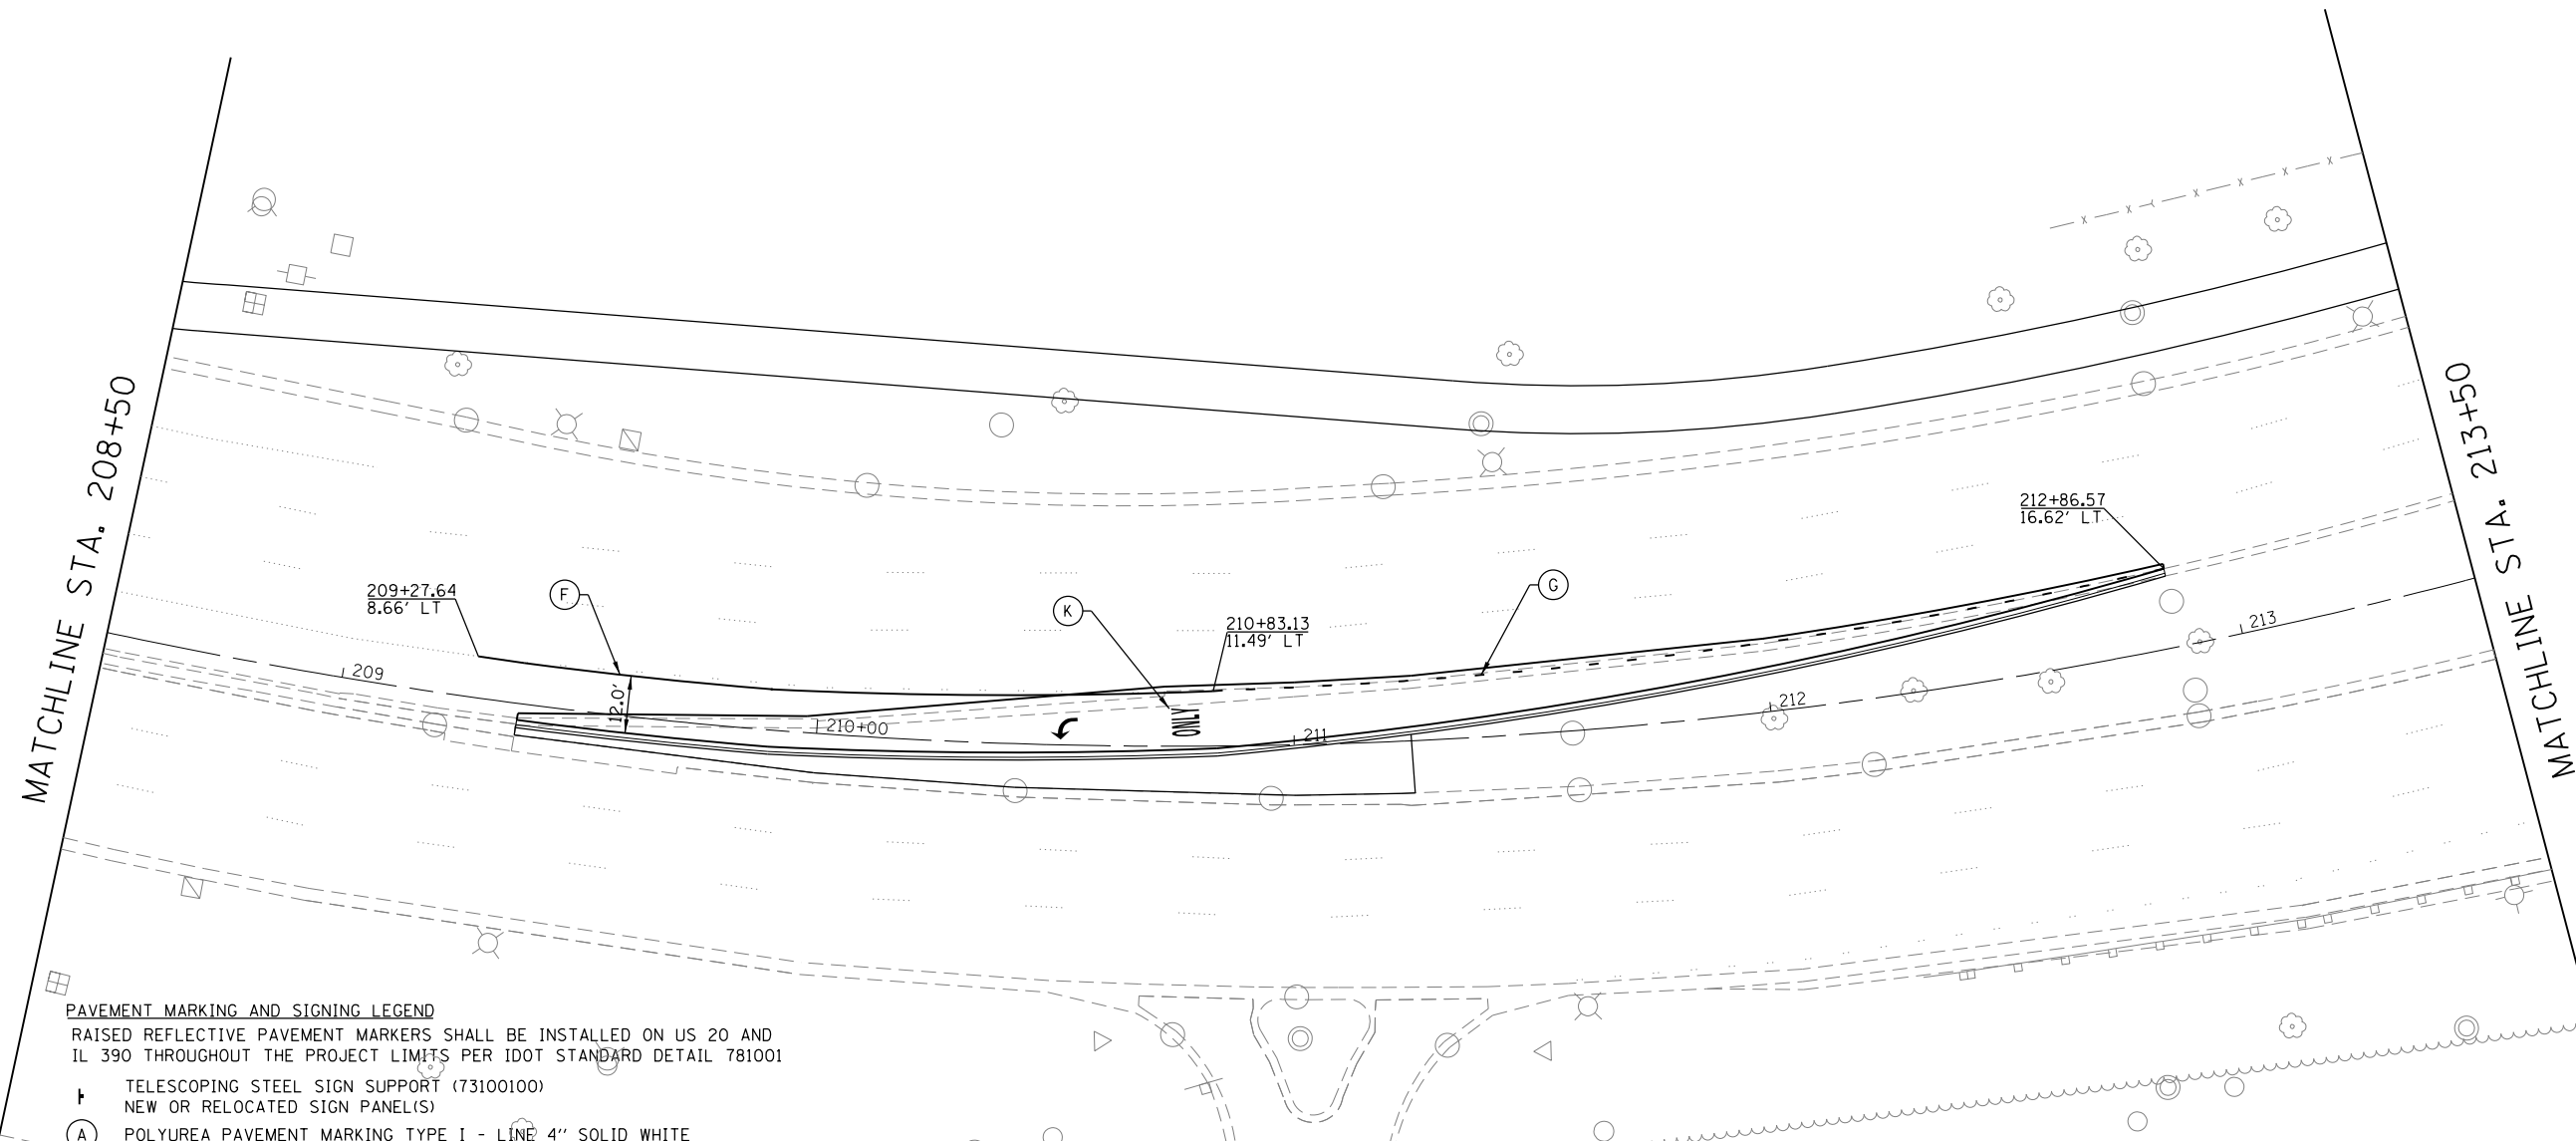 MATCHLINE STA. 208+50
MATCHLINE STA. 213+50
212+86.57
16.62' LT
209+27.64
8.66' LT
F
K
G
210+83.13
11.49' LT
12.0'
209
210+00
211
212
213
ONLY
PAVEMENT MARKING AND SIGNING LEGEND
RAISED REFLECTIVE PAVEMENT MARKERS SHALL BE INSTALLED ON US 20 AND
IL 390 THROUGHOUT THE PROJECT LIMITS PER IDOT STANDARD DETAIL 781001
TELESCOPING STEEL SIGN SUPPORT (73100100)
NEW OR RELOCATED SIGN PANEL(S)
A POLYUREA PAVEMENT MARKING TYPE I - LINE 4'' SOLID WHITE